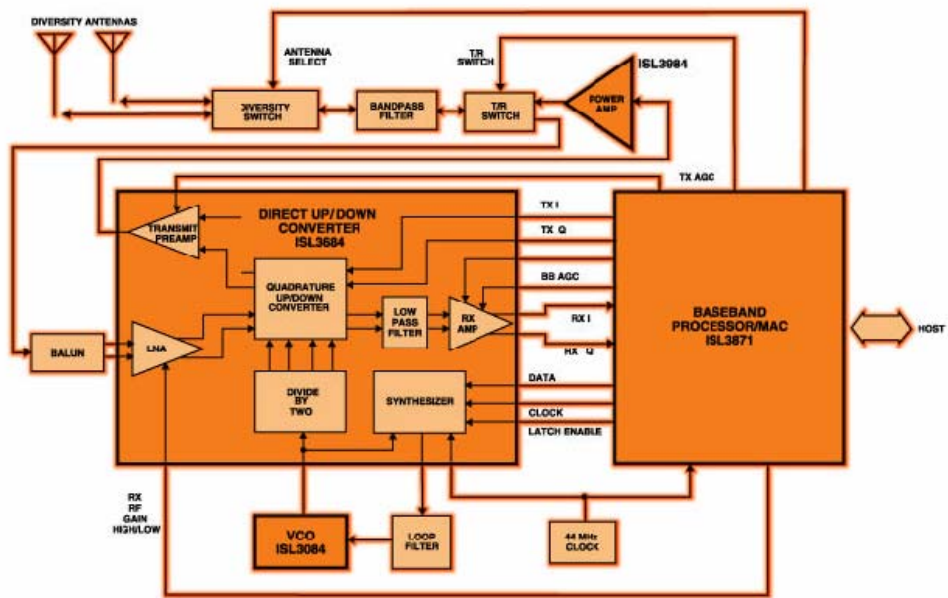 DIVERSITY ANTENNAS
ANTENNA
SELECT
T/R
SWITCH
ISL3984
DIVERSITY
SWITCH
BANDPASS
FILTER
T/R
SWITCH
POWER
AMP
TX AGC
TRANSMIT
PREAMP
DIRECT UP/DOWN
CONVERTER
ISL3684
TX I
TX Q
BB AGC
RX I
RX Q
QUADRATURE
UP/DOWN
CONVERTER
LOW
PASS
FILTER
RX
AMP
BASEBAND
PROCESSOR/MAC
ISL3871
HOST
BALUN
LNA
DIVIDE
BY
TWO
SYNTHESIZER
DATA
CLOCK
LATCH ENABLE
RX
RF
GAIN
HIGH/LOW
VCO
ISL3084
LOOP
FILTER
44 MHz
CLOCK